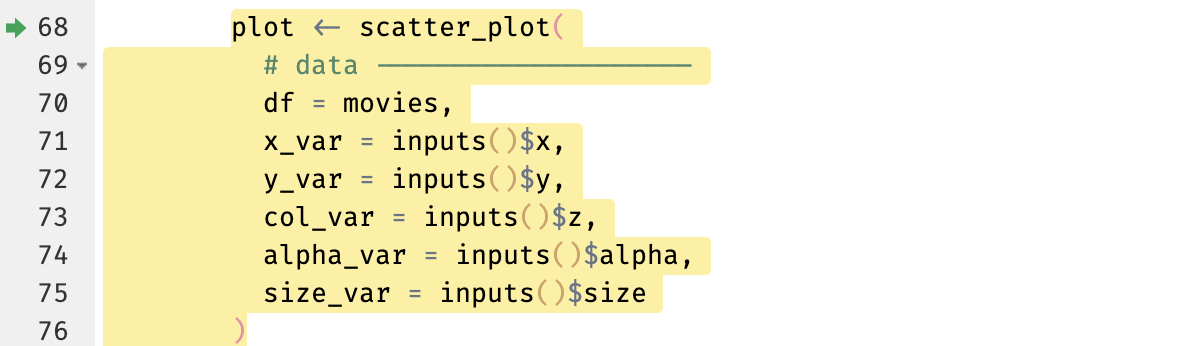 68 plot <- scatter_plot(
69 # data --------------------
70 df = movies,
71 x_var = inputs()$x,
72 y_var = inputs()$y,
73 col_var = inputs()$z,
74 alpha_var = inputs()$alpha,
75 size_var = inputs()$size
76 )